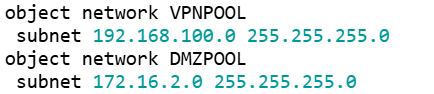 object network VPNPOOL
 subnet 192.168.100.0 255.255.255.0
object network DMZPOOL
 subnet 172.16.2.0 255.255.255.0